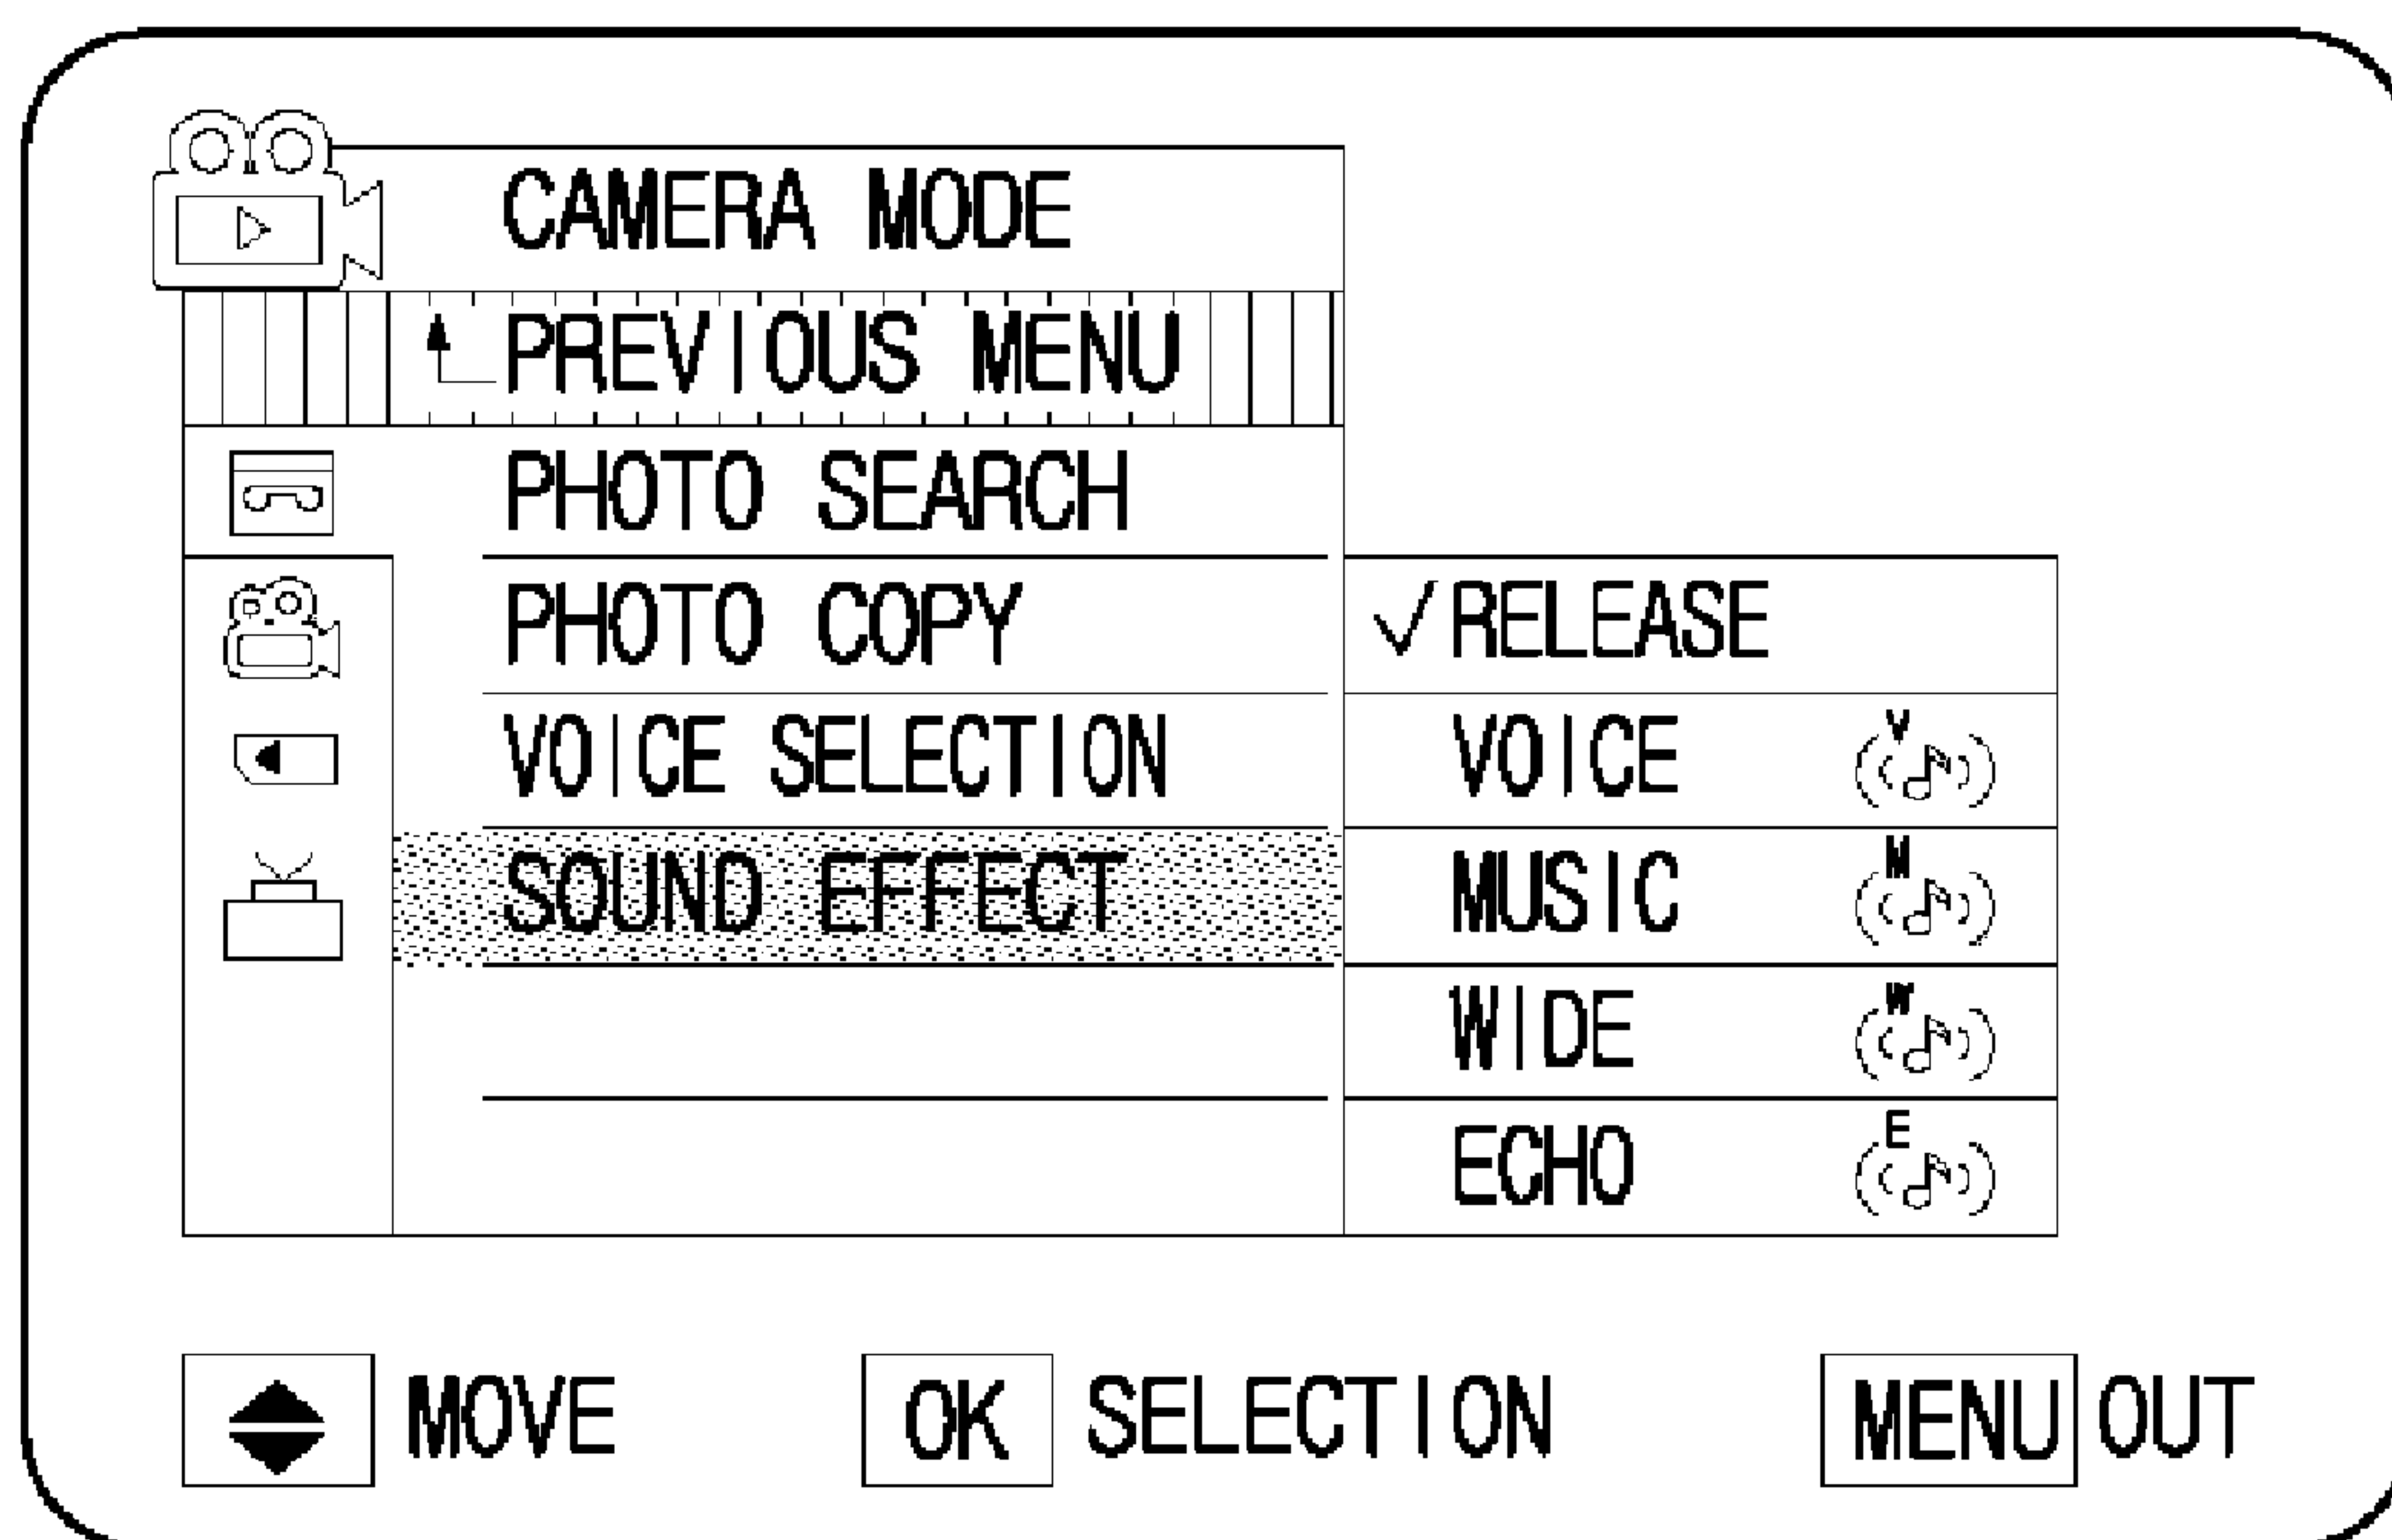 CAMERA MODE
PREVIOUS MENU
PHOTO SEARCH
PHOTO COPY
VOICE SELECTION
SOUND EFFECT
✓RELEASE
VOICE V
MUSIC M
WIDE W
ECHO E
MOVE
OK SELECTION
MENU OUT